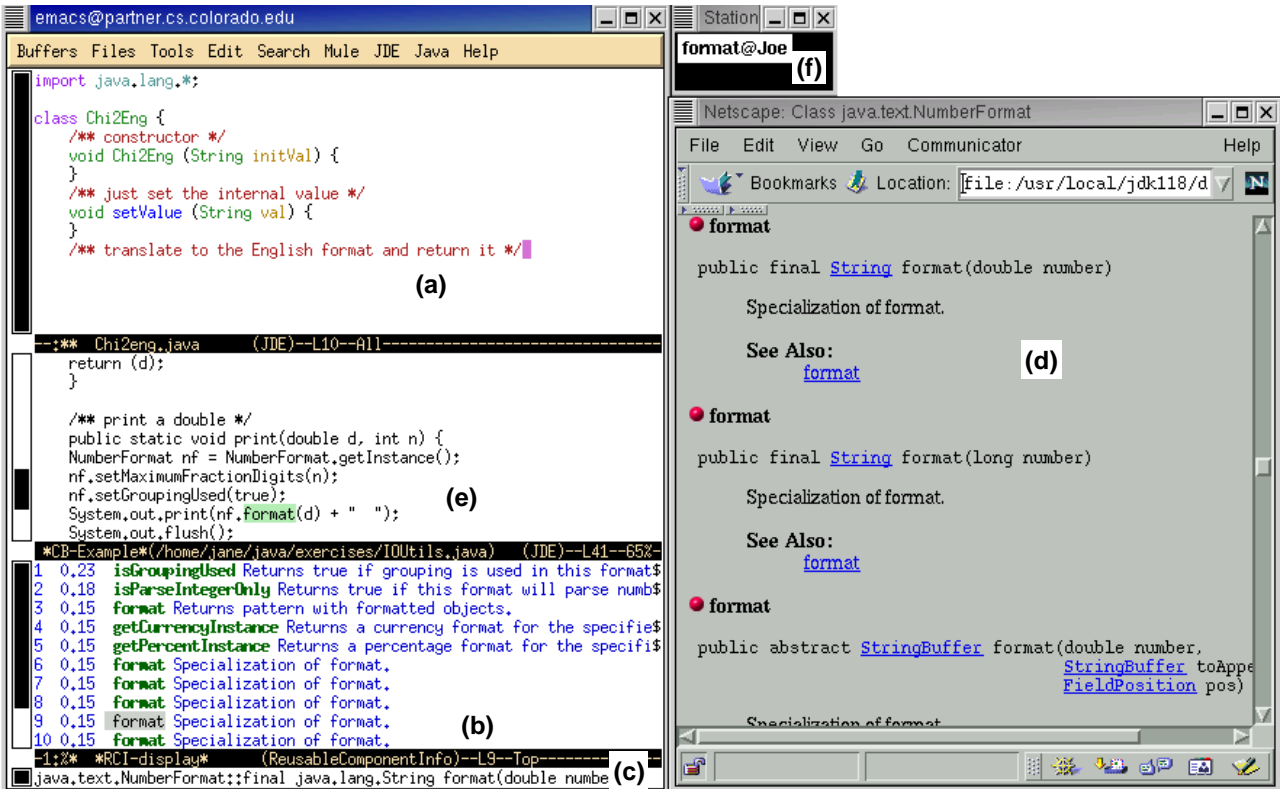 emacs@partner.cs.colorado.edu
Buffers Files Tools Edit Search Mule JDE Java Help
import java.lang.*;
class Chi2Eng {
/** constructor */
void Chi2Eng (String initVal) {
}
/** just set the internal value */
void setValue (String val) {
}
/** translate to the English format and return it */
(a)
--:** Chi2eng.java (JDE)--L10--All--------------------------------
return (d);
}
/** print a double */
public static void print(double d, int n) {
NumberFormat nf = NumberFormat.getInstance();
nf.setMaximumFractionDigits(n);
nf.setGroupingUsed(true);
(e)
System.out.print(nf.format(d) + "  ");
System.out.flush();
*CB-Example*(/home/jane/java/exercises/IOUtils.java) (JDE)--L41--65%-
1 0.23 isGroupingUsed Returns true if grouping is used in this format$
2 0.18 isParseIntegerOnly Returns true if this format will parse numb$
3 0.15 format Returns pattern with formatted objects.
4 0.15 getCurrencyInstance Returns a currency format for the specifie$
5 0.15 getPercentInstance Returns a percentage format for the specifi$
6 0.15 format Specialization of format.
7 0.15 format Specialization of format.
8 0.15 format Specialization of format.
9 0.15 format Specialization of format.
(b)
10 0.15 format Specialization of format.
-1:%* *RCI-display* (ReusableComponentInfo)--L9--Top----------
java.text.NumberFormat::final java.lang.String format(double numbe
(c)
Station
format@Joe
(f)
Netscape: Class java.text.NumberFormat
File Edit View Go Communicator Help
Bookmarks Location: file:/usr/local/jdk118/d
N
format
public final String format(double number)
Specialization of format.
See Also:
format
(d)
format
public final String format(long number)
Specialization of format.
See Also:
format
format
public abstract StringBuffer format(double number,
StringBuffer toAppe
FieldPosition pos)
Specialization of format